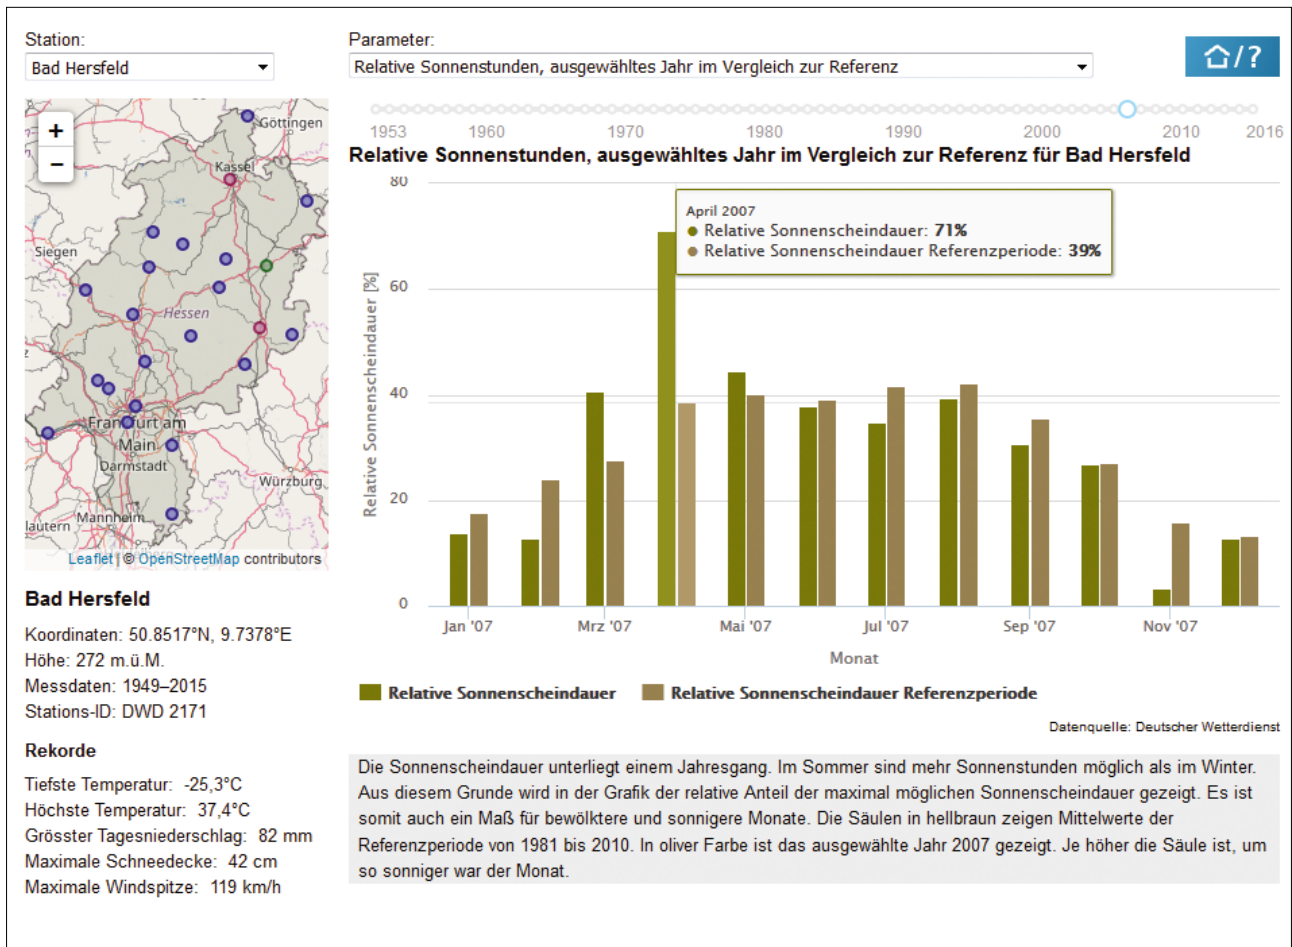 Station:
Bad Hersfeld
Parameter:
Relative Sonnenstunden, ausgewähltes Jahr im Vergleich zur Referenz
/?
+
−
Göttingen
Kassel
Siegen
Hessen
Frankfurt am
Main
Darmstadt
Würzburg
Mannheim
lautern
Leaflet | © OpenStreetMap contributors
1953 1960 1970 1980 1990 2000 2010 2016
Relative Sonnenstunden, ausgewähltes Jahr im Vergleich zur Referenz für Bad Hersfeld
Relative Sonnenscheindauer [%]
80
60
40
20
0
April 2007
Relative Sonnenscheindauer: 71%
Relative Sonnenscheindauer Referenzperiode: 39%
Jan '07 Mrz '07 Mai '07 Jul '07 Sep '07 Nov '07
Monat
Relative Sonnenscheindauer Relative Sonnenscheindauer Referenzperiode
Datenquelle: Deutscher Wetterdienst
Bad Hersfeld
Koordinaten: 50.8517°N, 9.7378°E
Höhe: 272 m.ü.M.
Messdaten: 1949–2015
Stations-ID: DWD 2171
Rekorde
Tiefste Temperatur: -25,3°C
Höchste Temperatur: 37,4°C
Grösster Tagesniederschlag: 82 mm
Maximale Schneedecke: 42 cm
Maximale Windspitze: 119 km/h
Die Sonnenscheindauer unterliegt einem Jahresgang. Im Sommer sind mehr Sonnenstunden möglich als im Winter.
Aus diesem Grunde wird in der Grafik der relative Anteil der maximal möglichen Sonnenscheindauer gezeigt. Es ist
somit auch ein Maß für bewölktere und sonnigere Monate. Die Säulen in hellbraun zeigen Mittelwerte der
Referenzperiode von 1981 bis 2010. In oliver Farbe ist das ausgewählte Jahr 2007 gezeigt. Je höher die Säule ist, um
so sonniger war der Monat.